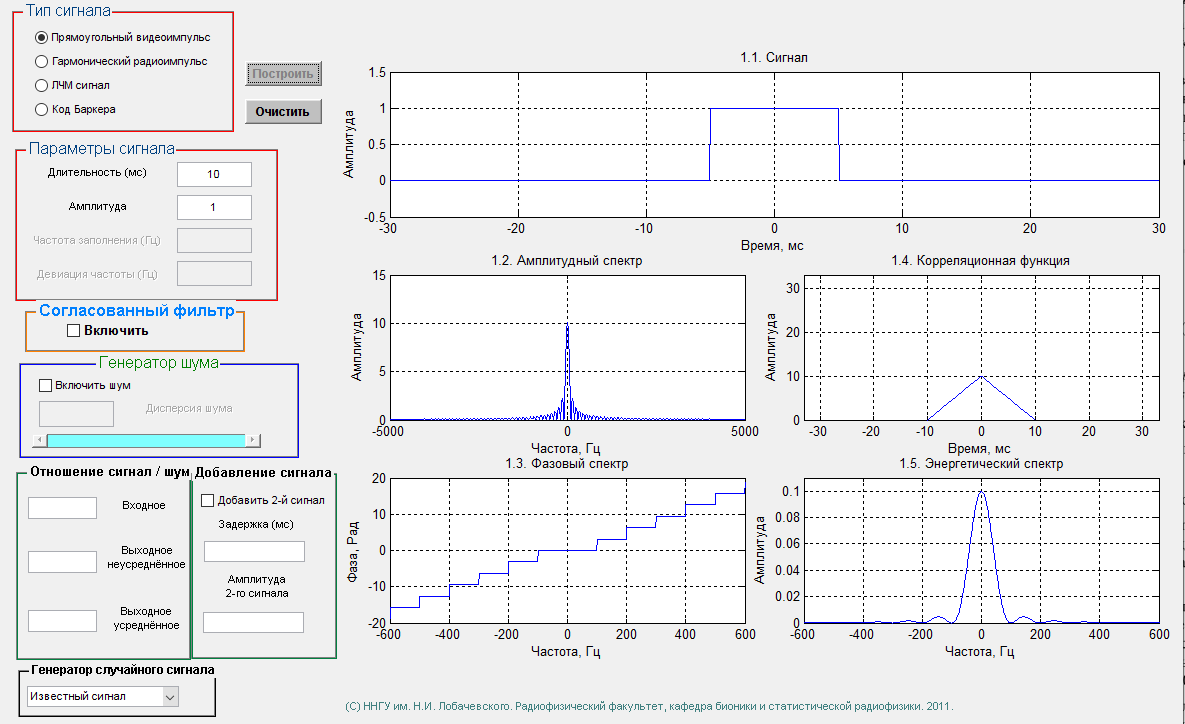 Тип сигнала
Прямоугольный видеоимпульс
Гармонический радиоимпульс
ЛЧМ сигнал
Код Баркера
Построить
Очистить
Параметры сигнала
Длительность (мс)
10
Амплитуда
1
Частота заполнения (Гц)
Девиация частоты (Гц)
Согласованный фильтр
Включить
Генератор шума
Включить шум
Дисперсия шума
Отношение сигнал / шум
Входное
Выходное
неусреднённое
Выходное
усреднённое
Добавление сигнала
Добавить 2-й сигнал
Задержка (мс)
Амплитуда
2-го сигнала
Генератор случайного сигнала
Известный сигнал
1.1. Сигнал
Амплитуда
1.5
1
0.5
0
-0.5
-30 -20 -10 0 10 20 30
Время, мс
1.2. Амплитудный спектр
Амплитуда
15
10
5
0
-5000 0 5000
Частота, Гц
1.4. Корреляционная функция
Амплитуда
30
20
10
0
-30 -20 -10 0 10 20 30
Время, мс
1.3. Фазовый спектр
Фаза, Рад
20
10
0
-10
-20
-600 -400 -200 0 200 400 600
Частота, Гц
1.5. Энергетический спектр
Амплитуда
0.1
0.08
0.06
0.04
0.02
0
-600 -400 -200 0 200 400 600
Частота, Гц
(С) ННГУ им. Н.И. Лобачевского. Радиофизический факультет, кафедра бионики и статистической радиофизики. 2011.